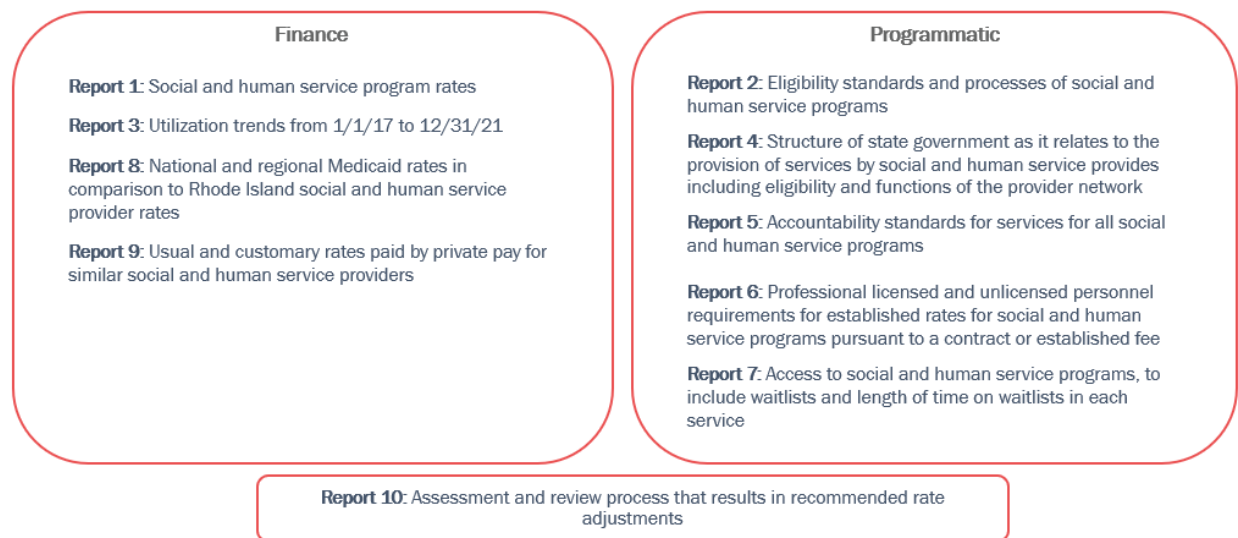 Finance
Report 1: Social and human service program rates
Report 3: Utilization trends from 1/1/17 to 12/31/21
Report 8: National and regional Medicaid rates in
comparison to Rhode Island social and human service
provider rates
Report 9: Usual and customary rates paid by private pay for
similar social and human service providers
Programmatic
Report 2: Eligibility standards and processes of social and
human service programs
Report 4: Structure of state government as it relates to the
provision of services by social and human service provides
including eligibility and functions of the provider network
Report 5: Accountability standards for services for all social
and human service programs
Report 6: Professional licensed and unlicensed personnel
requirements for established rates for social and human
service programs pursuant to a contract or established fee
Report 7: Access to social and human service programs, to
include waitlists and length of time on waitlists in each
service
Report 10: Assessment and review process that results in recommended rate
adjustments